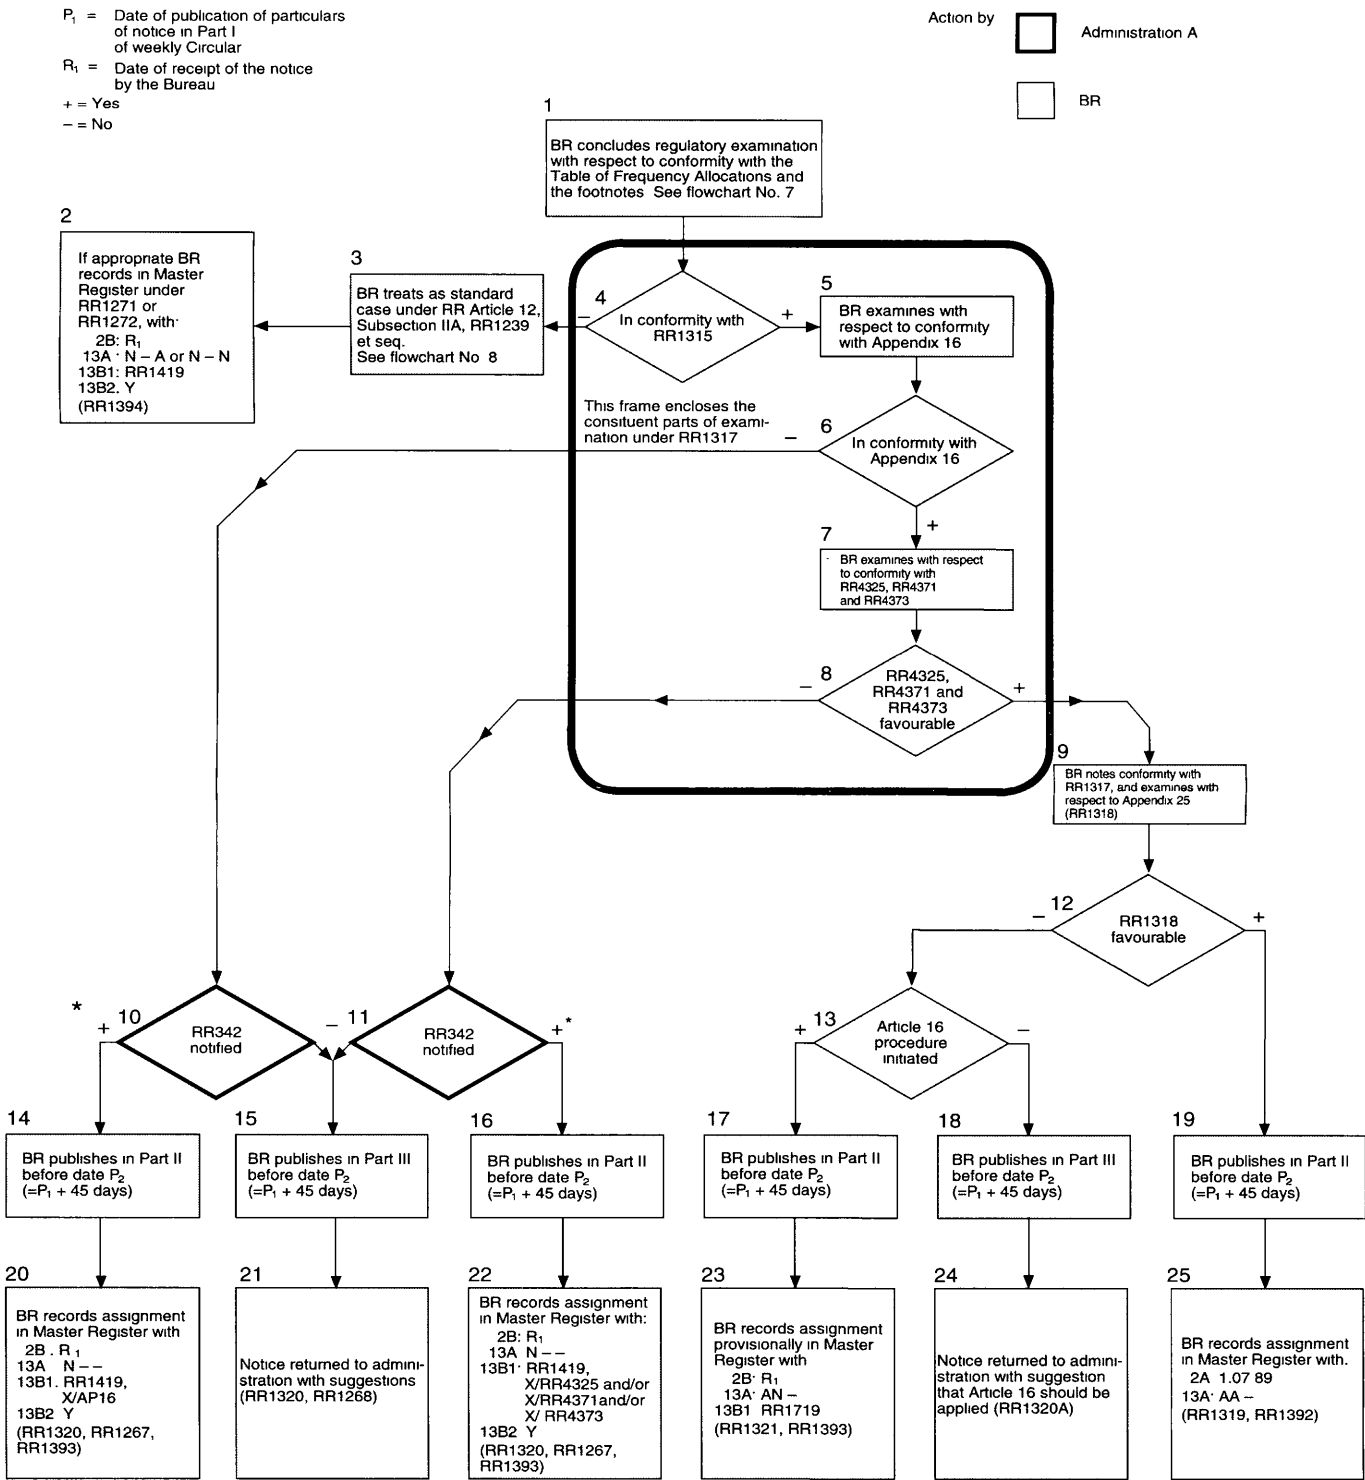 P₁ = Date of publication of particulars
of notice in Part I
of weekly Circular
R₁ = Date of receipt of the notice
by the Bureau
+ = Yes
– = No
Action by
Administration A
BR
1
BR concludes regulatory examination
with respect to conformity with the
Table of Frequency Allocations and
the footnotes See flowchart No. 7
2
If appropriate BR
records in Master
Register under
RR1271 or
RR1272, with·
2B: R₁
13A · N – A or N – N
13B1: RR1419
13B2. Y
(RR1394)
3
BR treats as standard
case under RR Article 12,
Subsection IIA, RR1239
et seq.
See flowchart No 8
4
In conformity with
RR1315
–
+
5
BR examines with
respect to conformity
with Appendix 16
This frame encloses the
consituent parts of exami-
nation under RR1317
6
In conformity with
Appendix 16
–
+
7
BR examines with respect
to conformity with
RR4325, RR4371
and RR4373
8
RR4325,
RR4371 and
RR4373
favourable
–
+
9
BR notes conformity with
RR1317, and examines with
respect to Appendix 25
(RR1318)
12
RR1318
favourable
–
+
*
+
10
RR342
notified
–
11
RR342
notified
+*
+
13
Article 16
procedure
initiated
–
14
BR publishes in Part II
before date P₂
(=P₁ + 45 days)
15
BR publishes in Part III
before date P₂
(=P₁ + 45 days)
16
BR publishes in Part II
before date P₂
(=P₁ + 45 days)
17
BR publishes in Part II
before date P₂
(=P₁ + 45 days)
18
BR publishes in Part III
before date P₂
(=P₁ + 45 days)
19
BR publishes in Part II
before date P₂
(=P₁ + 45 days)
20
BR records assignment
in Master Register with
2B . R₁
13A N – –
13B1. RR1419,
X/AP16
13B2 Y
(RR1320, RR1267,
RR1393)
21
Notice returned to admini-
stration with suggestions
(RR1320, RR1268)
22
BR records assignment
in Master Register with:
2B: R₁
13A N – –
13B1· RR1419,
X/RR4325 and/or
X/RR4371and/or
X/ RR4373
13B2 Y
(RR1320, RR1267,
RR1393)
23
BR records assignment
provisionally in Master
Register with
2B· R₁
13A· AN –
13B1 RR1719
(RR1321, RR1393)
24
Notice returned to admini-
stration with suggestion
that Article 16 should be
applied (RR1320A)
25
BR records assignment
in Master Register with.
2A 1.07 89
13A· AA –
(RR1319, RR1392)